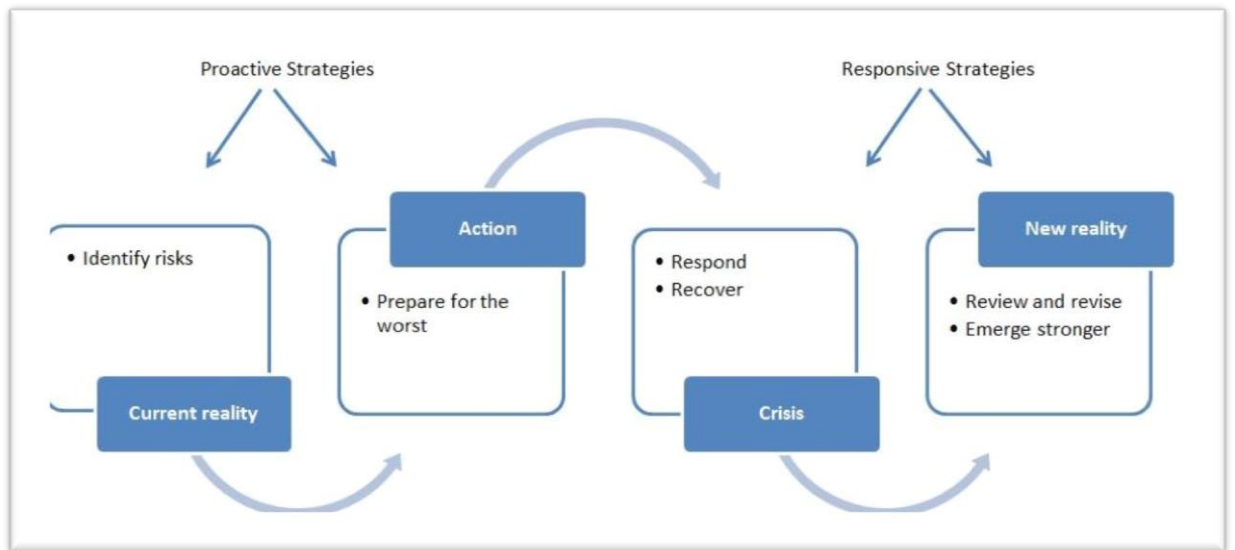 Proactive Strategies
Responsive Strategies
• Identify risks
Current reality
Action
• Prepare for the
worst
• Respond
• Recover
Crisis
New reality
• Review and revise
• Emerge stronger